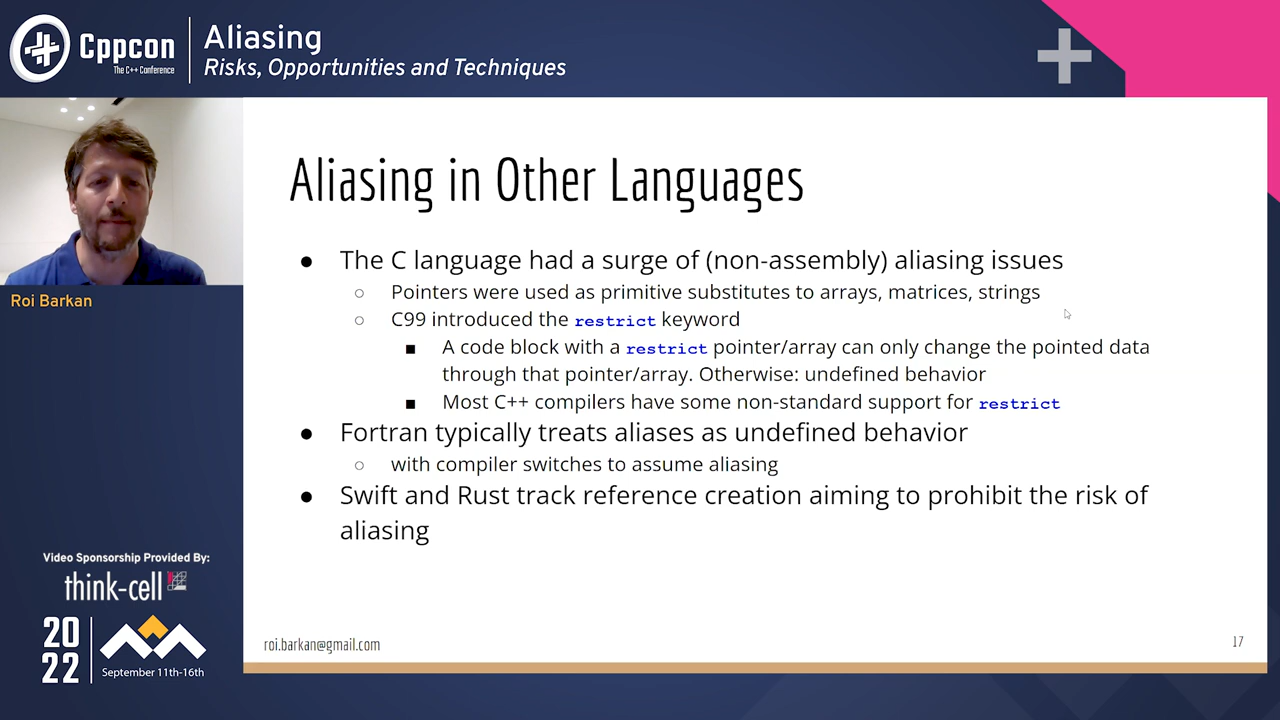 Cppcon
The C++ Conference
Aliasing
Risks, Opportunities and Techniques
Roi Barkan
Aliasing in Other Languages
● The C language had a surge of (non-assembly) aliasing issues
○ Pointers were used as primitive substitutes to arrays, matrices, strings
○ C99 introduced the restrict keyword
■ A code block with a restrict pointer/array can only change the pointed data
through that pointer/array. Otherwise: undefined behavior
■ Most C++ compilers have some non-standard support for restrict
● Fortran typically treats aliases as undefined behavior
○ with compiler switches to assume aliasing
● Swift and Rust track reference creation aiming to prohibit the risk of
aliasing
Video Sponsorship Provided By:
think-cell
20
22
September 11th-16th
roi.barkan@gmail.com
17